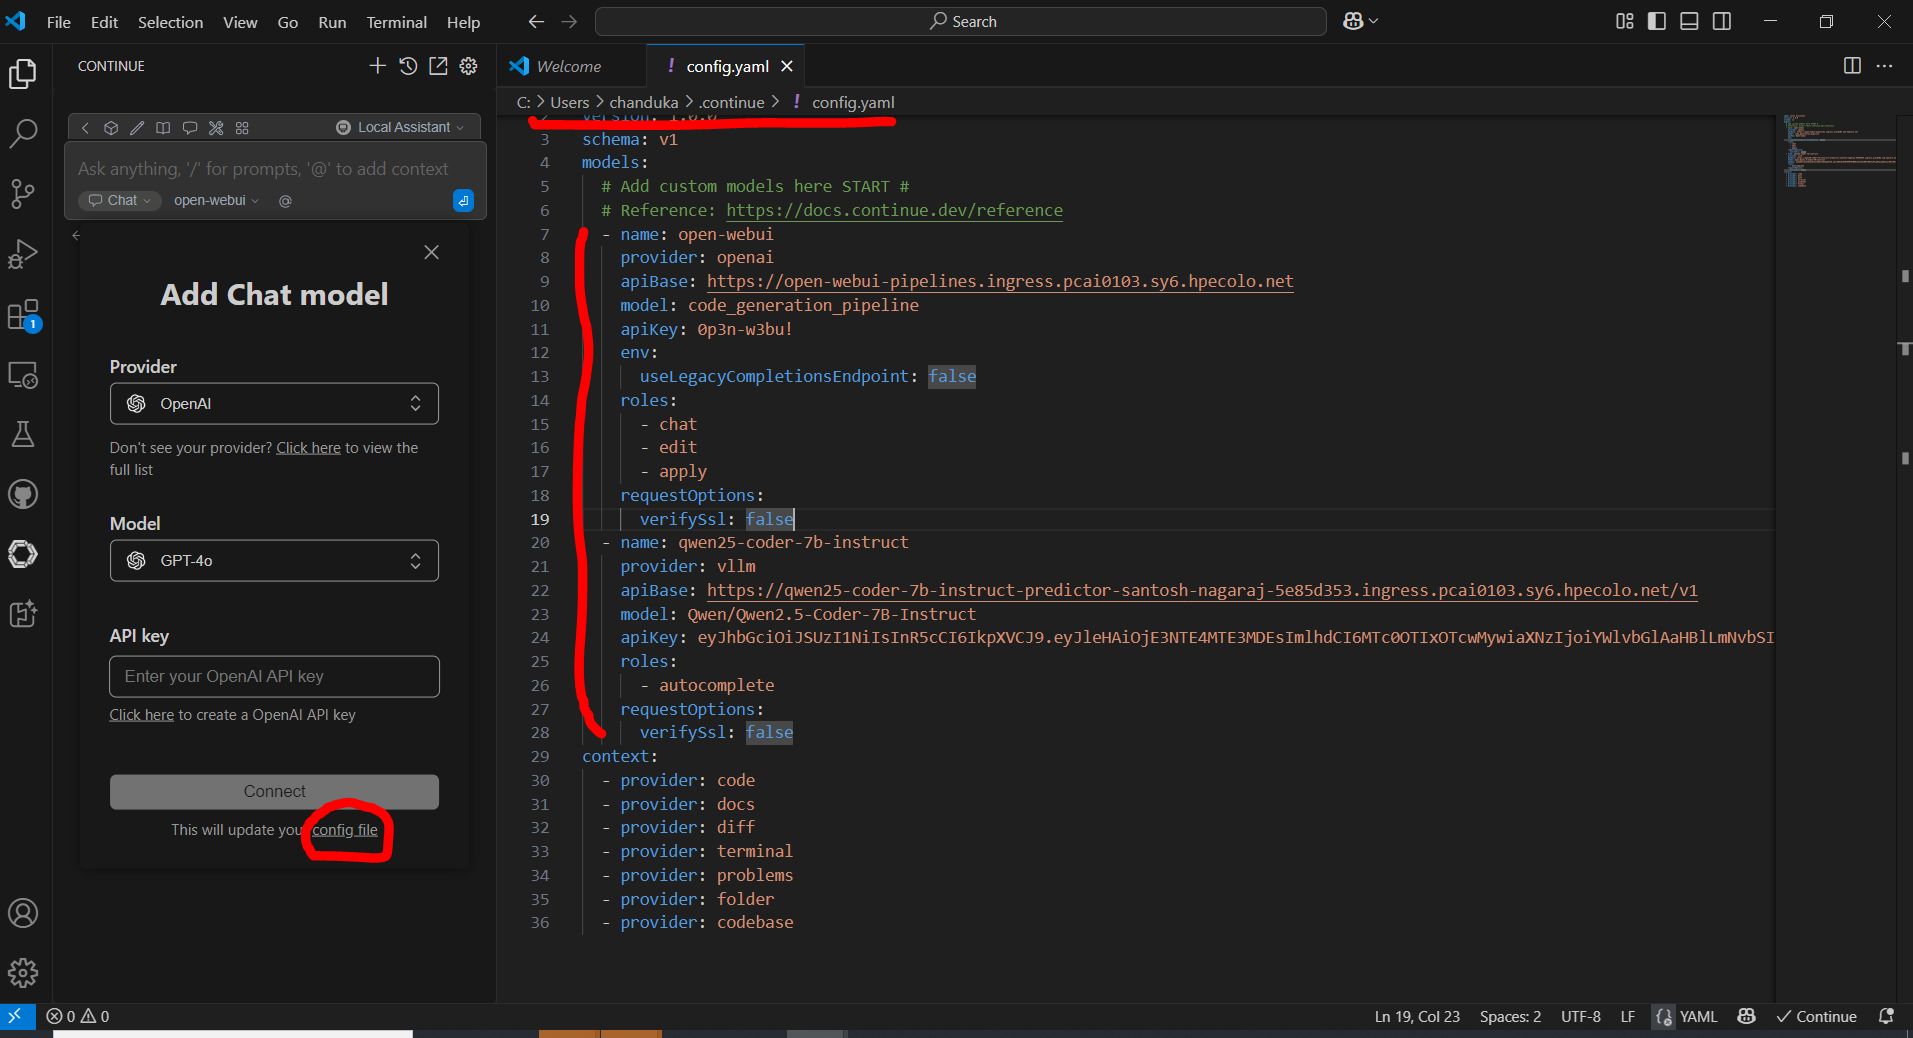 File Edit Selection View Go Run Terminal Help
Search
CONTINUE
Local Assistant
Ask anything, '/' for prompts, '@' to add context
Chat open-webui @
Add Chat model
Provider
OpenAI
Don't see your provider? Click here to view the
full list
Model
GPT-4o
API key
Enter your OpenAI API key
Click here to create a OpenAI API key
Connect
This will update you config file
1
Welcome ! config.yaml
C: > Users > chanduka > .continue > ! config.yaml
2 version: 1.0.0
3 schema: v1
4 models:
5 # Add custom models here START #
6 # Reference: https://docs.continue.dev/reference
7 - name: open-webui
8 provider: openai
9 apiBase: https://open-webui-pipelines.ingress.pcai0103.sy6.hpecolo.net
10 model: code_generation_pipeline
11 apiKey: 0p3n-w3bu!
12 env:
13 useLegacyCompletionsEndpoint: false
14 roles:
15 - chat
16 - edit
17 - apply
18 requestOptions:
19 verifySsl: false
20 - name: qwen25-coder-7b-instruct
21 provider: vllm
22 apiBase: https://qwen25-coder-7b-instruct-predictor-santosh-nagaraj-5e85d353.ingress.pcai0103.sy6.hpecolo.net/v1
23 model: Qwen/Qwen2.5-Coder-7B-Instruct
24 apiKey: eyJhbGciOiJSUzI1NiIsInR5cCI6IkpXVCJ9.eyJleHAiOjE3NTE4MTE3MDEsImlhdCI6MTc0OTIxOTcwMywiaXNzIjoiYWlvbGlAaHBlLmNvbSI
25 roles:
26 - autocomplete
27 requestOptions:
28 verifySsl: false
29 context:
30 - provider: code
31 - provider: docs
32 - provider: diff
33 - provider: terminal
34 - provider: problems
35 - provider: folder
36 - provider: codebase
0 0
Ln 19, Col 23 Spaces: 2 UTF-8 LF {} YAML Continue